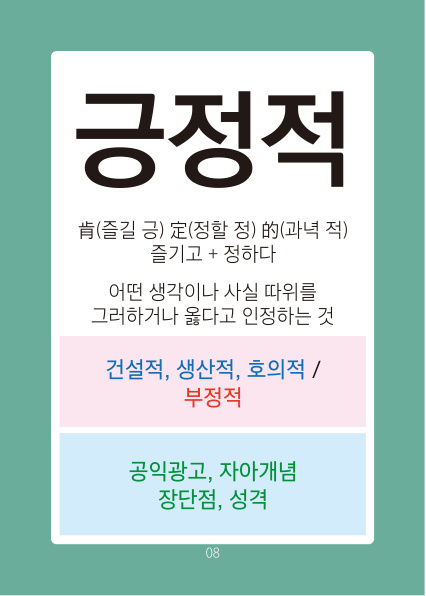 긍정적
肯(즐길 긍) 定(정할 정) 的(과녁 적)
즐기고 + 정하다
어떤 생각이나 사실 따위를
그러하거나 옳다고 인정하는 것
건설적, 생산적, 호의적 /
부정적
공익광고, 자아개념
장단점, 성격
08